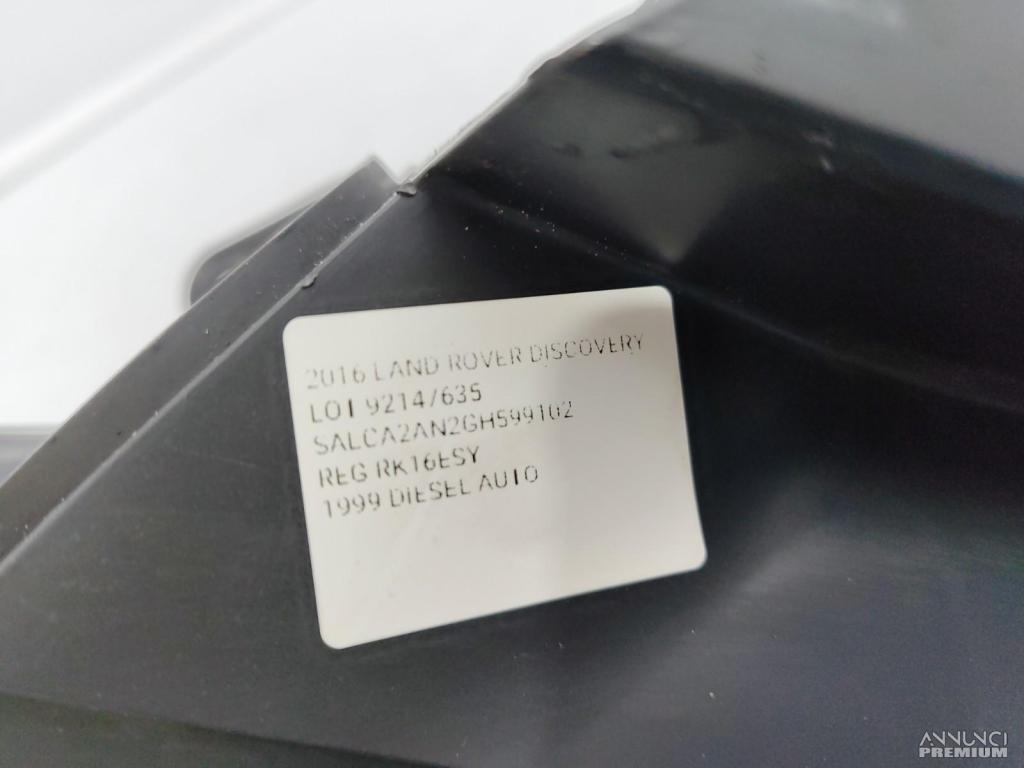 2016 LAND ROVER DISCOVERY
LOT 9214/635
SALCA2AN2GH599102
REG RK16ESY
1999 DIESEL AUTO
ANNUNCI
PREMIUM